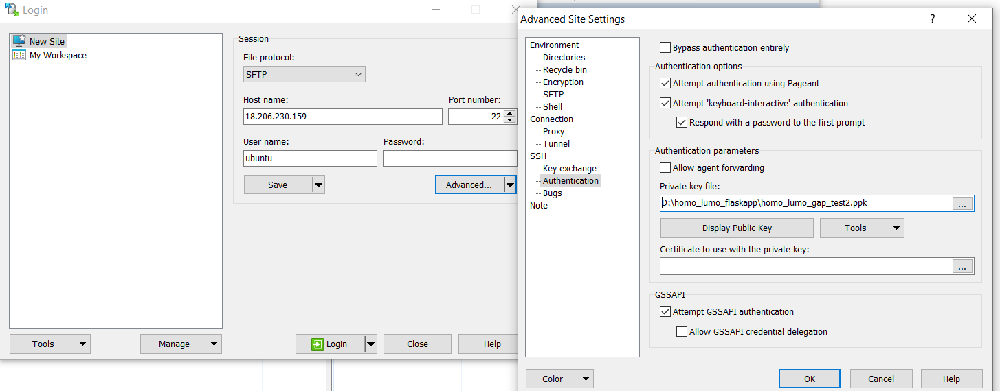 Login
New Site
My Workspace
Session
File protocol:
SFTP
Host name:
Port number:
18.206.230.159
22
User name:
Password:
ubuntu
Save
Advanced...
Tools
Manage
Login
Close
Help
Advanced Site Settings
?
Environment
Directories
Recycle bin
Encryption
SFTP
Shell
Connection
Proxy
Tunnel
SSH
Key exchange
Authentication
Bugs
Note
Bypass authentication entirely
Authentication options
Attempt authentication using Pageant
Attempt 'keyboard-interactive' authentication
Respond with a password to the first prompt
Authentication parameters
Allow agent forwarding
Private key file:
D:\homo_lumo_flaskapp\homo_lumo_gap_test2.ppk
...
Display Public Key
Tools
Certificate to use with the private key:
...
GSSAPI
Attempt GSSAPI authentication
Allow GSSAPI credential delegation
Color
OK
Cancel
Help